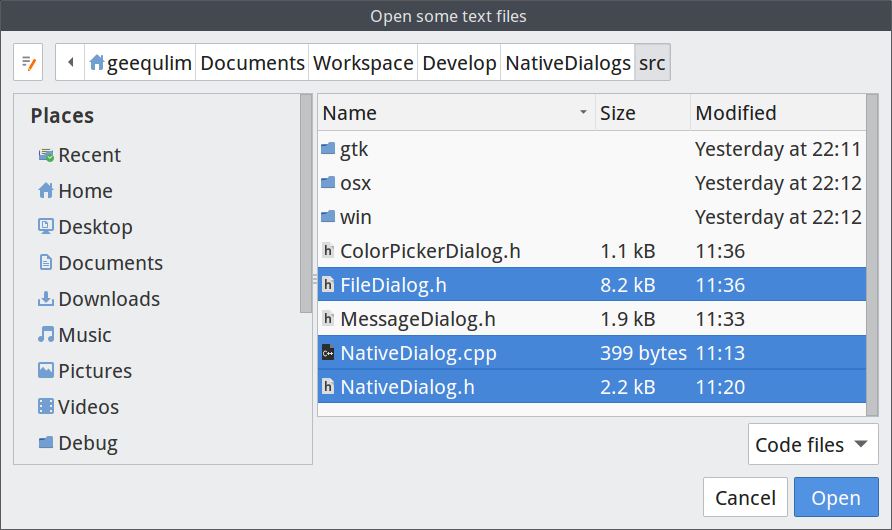 Open some text files
geequlim Documents Workspace Develop NativeDialogs src
Places
Recent
Home
Desktop
Documents
Downloads
Music
Pictures
Videos
Debug
Name Size Modified
gtk Yesterday at 22:11
osx Yesterday at 22:12
win Yesterday at 22:12
h ColorPickerDialog.h 1.1 kB 11:36
h FileDialog.h 8.2 kB 11:36
h MessageDialog.h 1.9 kB 11:33
C++ NativeDialog.cpp 399 bytes 11:13
h NativeDialog.h 2.2 kB 11:20
Code files
Cancel Open